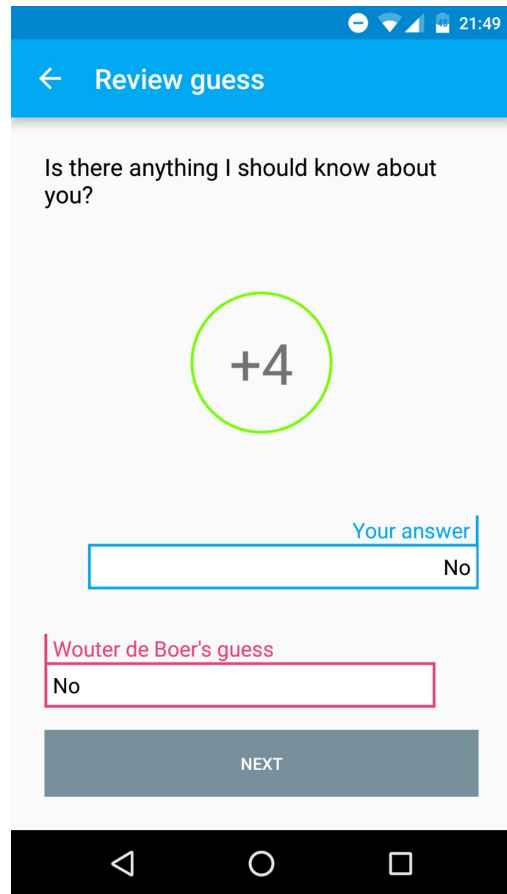 21:49
Review guess
Is there anything I should know about
you?
+4
Your answer
No
Wouter de Boer's guess
No
NEXT